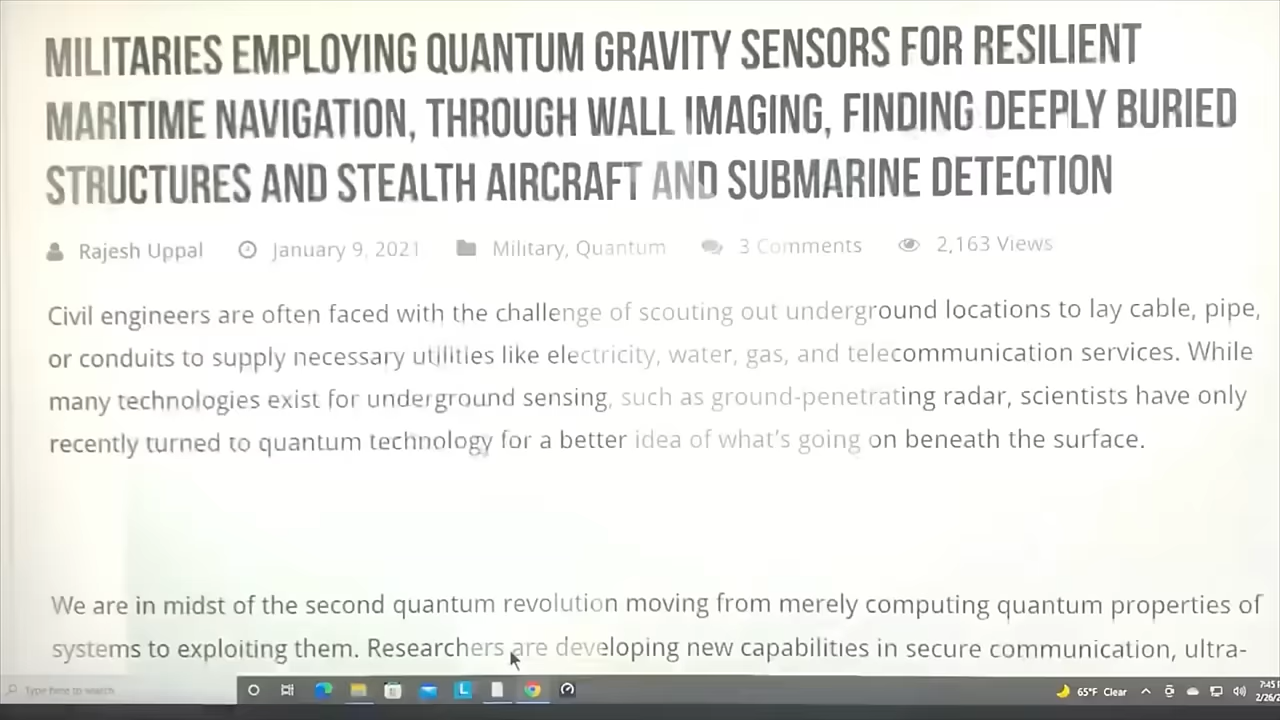 MILITARIES EMPLOYING QUANTUM GRAVITY SENSORS FOR RESILIENT
MARITIME NAVIGATION, THROUGH WALL IMAGING, FINDING DEEPLY BURIED
STRUCTURES AND STEALTH AIRCRAFT AND SUBMARINE DETECTION
Rajesh Uppal January 9, 2021 Military, Quantum 3 Comments 2,163 Views
Civil engineers are often faced with the challenge of scouting out underground locations to lay cable, pipe,
or conduits to supply necessary utilities like electricity, water, gas, and telecommunication services. While
many technologies exist for underground sensing, such as ground-penetrating radar, scientists have only
recently turned to quantum technology for a better idea of what's going on beneath the surface.
We are in midst of the second quantum revolution moving from merely computing quantum properties of
systems to exploiting them. Researchers are developing new capabilities in secure communication, ultra-
Type here to search L 65°F Clear 7:45
2/26/2